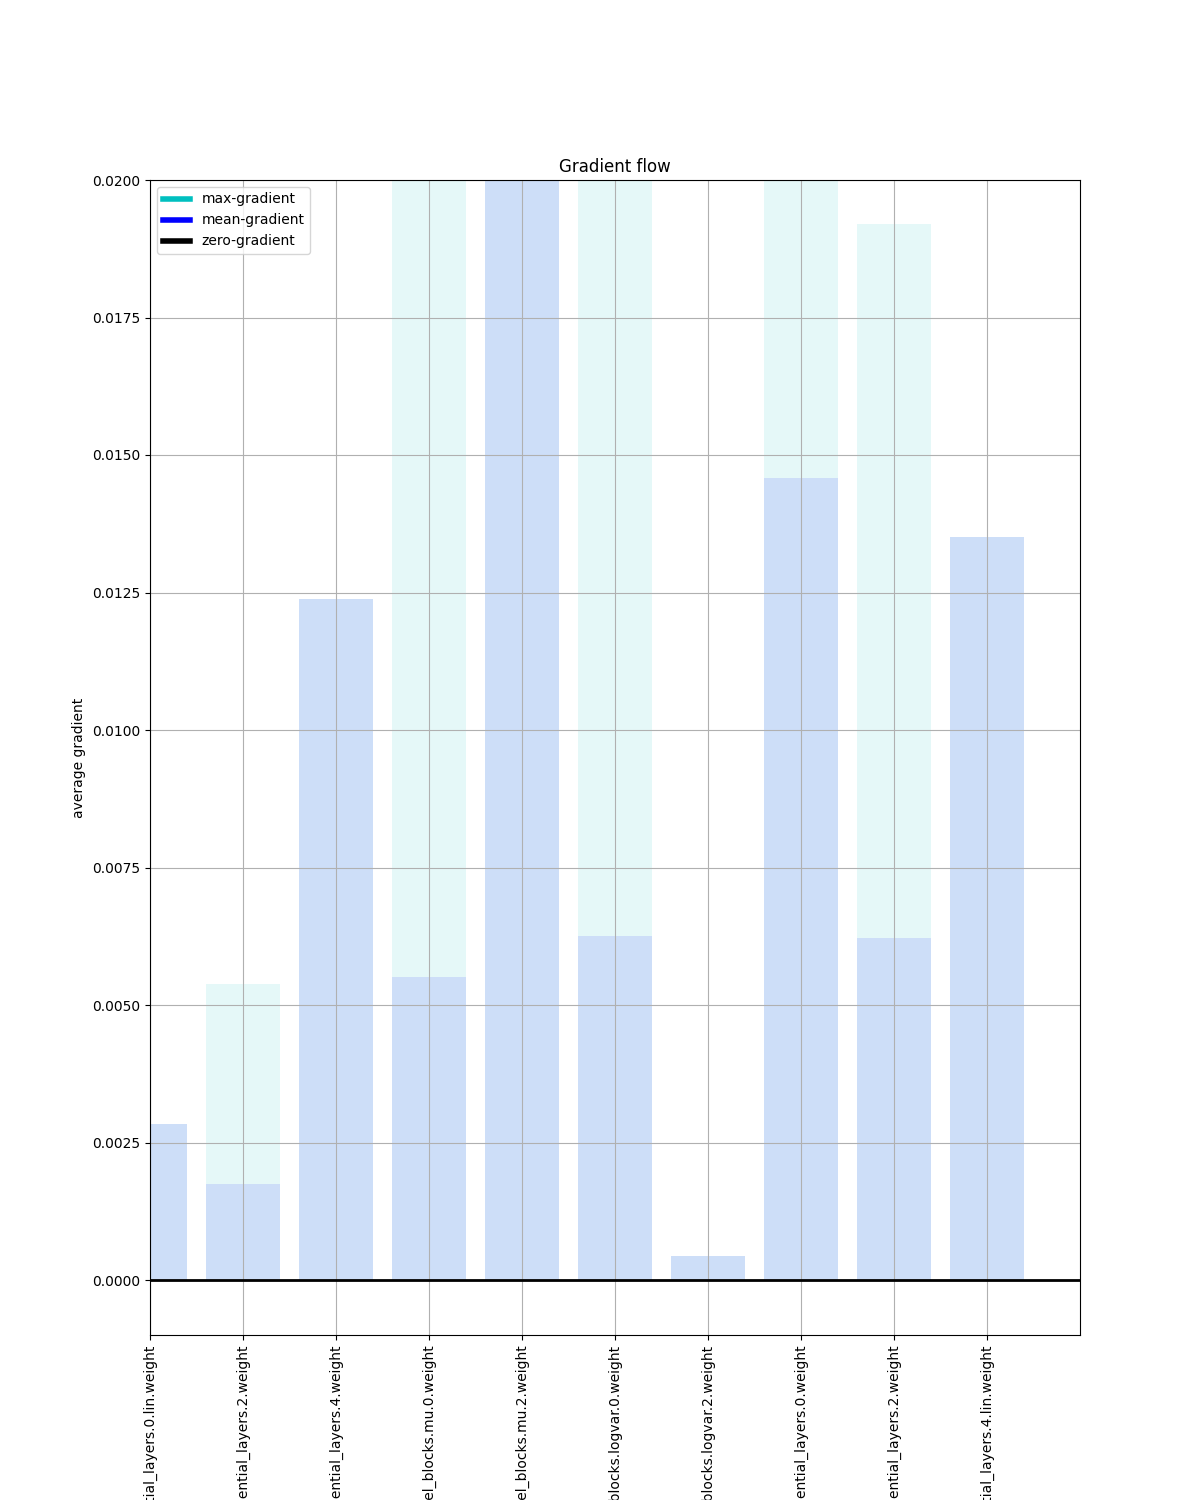 Gradient flow
max-gradient
mean-gradient
zero-gradient
0.0200
0.0175
0.0150
0.0125
0.0100
0.0075
0.0050
0.0025
0.0000
average gradient
tial_layers.0.lin.weight
ential_layers.2.weight
ential_layers.4.weight
el_blocks.mu.0.weight
el_blocks.mu.2.weight
blocks.logvar.0.weight
blocks.logvar.2.weight
ential_layers.0.weight
ential_layers.2.weight
tial_layers.4.lin.weight